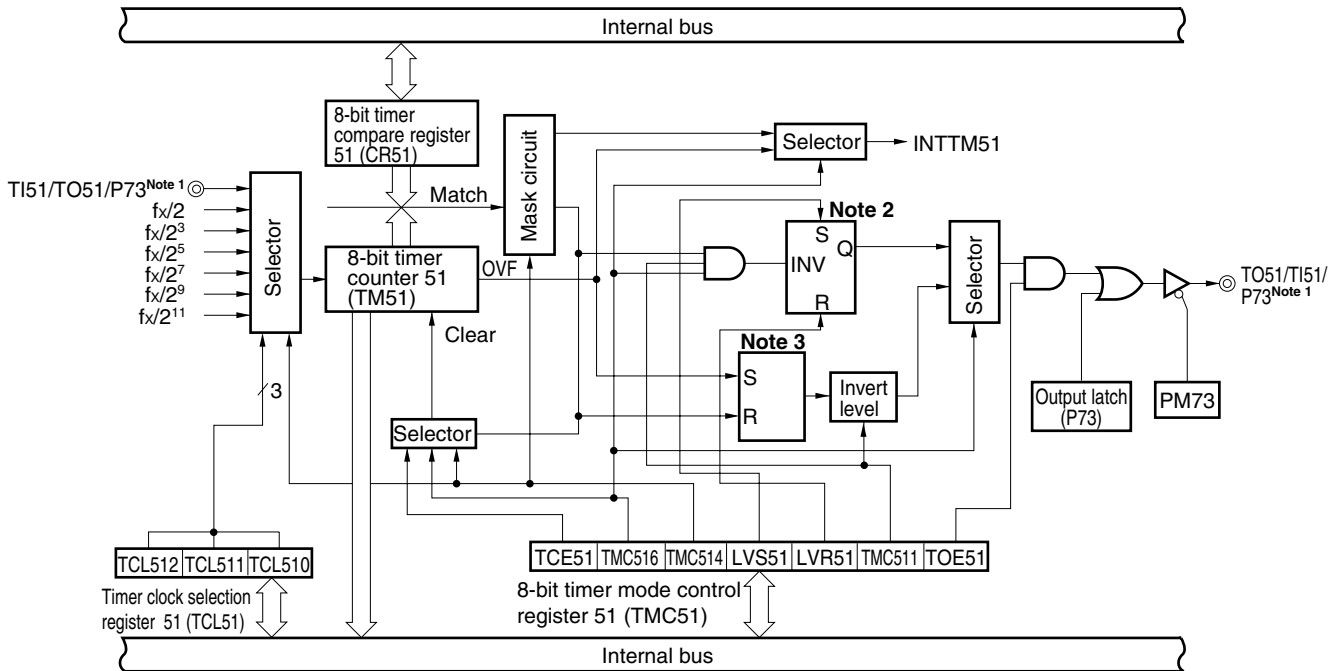 Internal bus
8-bit timer
compare register
51 (CR51)
Mask circuit
Selector
INTTM51
TI51/TO51/P73Note 1
Match
fx/2
fx/2³
fx/2⁵
fx/2⁷
fx/2⁹
fx/2¹¹
Selector
8-bit timer
counter 51
(TM51)
OVF
Clear
Note 2
S
INV
Q
R
Selector
TO51/TI51/
P73Note 1
Note 3
S
R
Invert
level
Output latch
(P73)
PM73
3
Selector
TCL512 TCL511 TCL510
Timer clock selection
register 51 (TCL51)
TCE51 TMC516 TMC514 LVS51 LVR51 TMC511 TOE51
8-bit timer mode control
register 51 (TMC51)
Internal bus